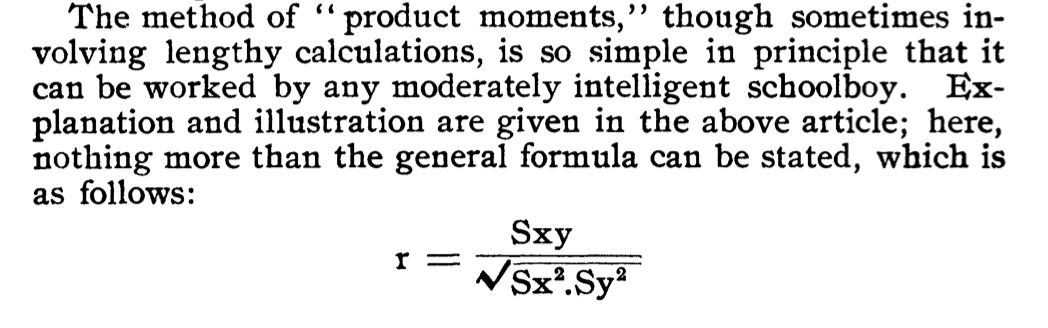 The method of “product moments,” though sometimes in-
volving lengthy calculations, is so simple in principle that it
can be worked by any moderately intelligent schoolboy. Ex-
planation and illustration are given in the above article; here,
nothing more than the general formula can be stated, which is
as follows:
r = Sxy / √Sx².Sy²